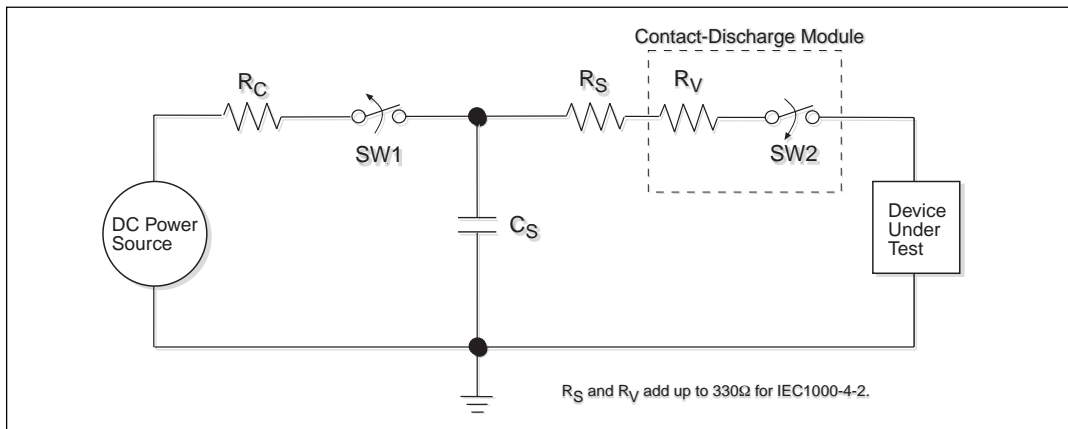 Contact-Discharge Module
RC
RS
RV
SW1
SW2
DC Power
Source
CS
Device
Under
Test
RS and RV add up to 330Ω for IEC1000-4-2.